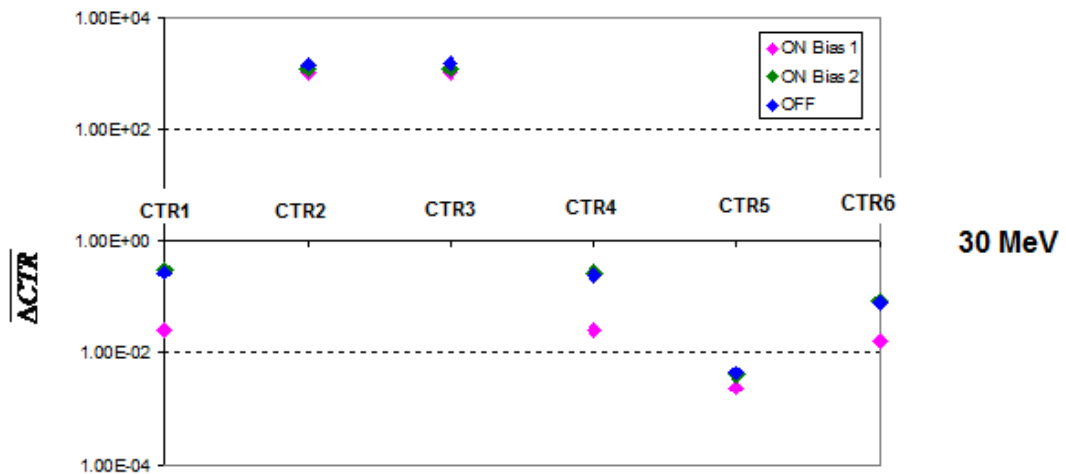 1.00E+04
ON Bias 1
ON Bias 2
OFF
1.00E+02
CTR1 CTR2 CTR3 CTR4 CTR5 CTR6
1.00E+00
30 MeV
ΔCTR
1.00E-02
1.00E-04